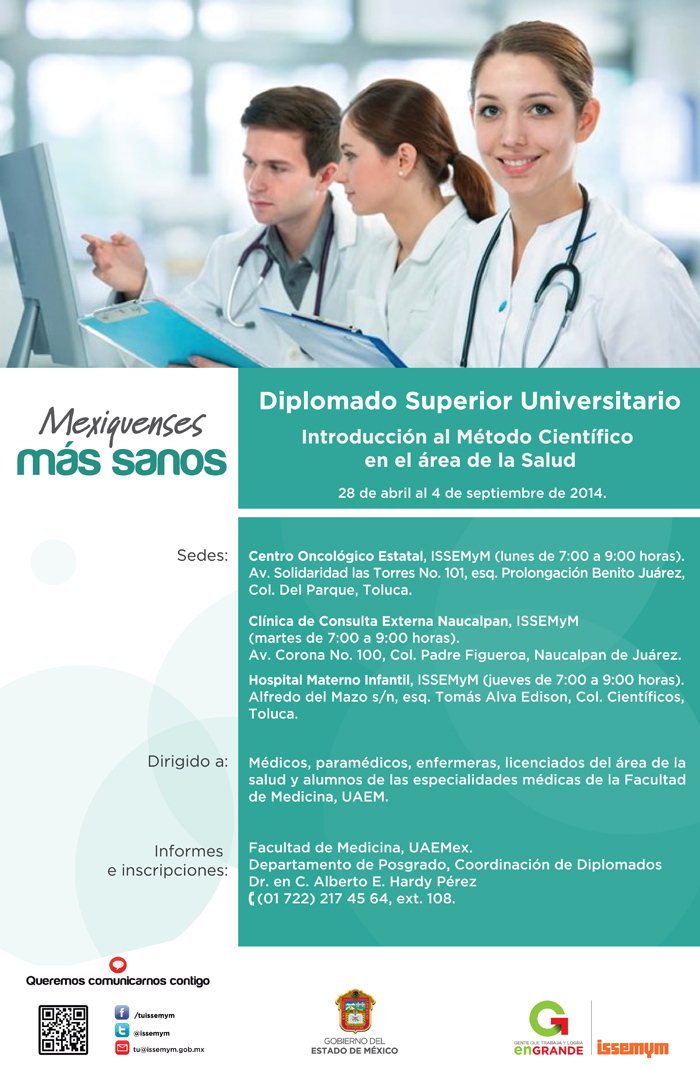 Mexiquenses
más sanos
Diplomado Superior Universitario
Introducción al Método Científico
en el área de la Salud
28 de abril al 4 de septiembre de 2014.
Sedes:
Centro Oncológico Estatal, ISSEMyM (lunes de 7:00 a 9:00 horas).
Av. Solidaridad las Torres No. 101, esq. Prolongación Benito Juárez,
Col. Del Parque, Toluca.
Clínica de Consulta Externa Naucalpan, ISSEMyM
(martes de 7:00 a 9:00 horas).
Av. Corona No. 100, Col. Padre Figueroa, Naucalpan de Juárez.
Hospital Materno Infantil, ISSEMyM (jueves de 7:00 a 9:00 horas).
Alfredo del Mazo s/n, esq. Tomás Alva Edison, Col. Científicos,
Toluca.
Dirigido a:
Médicos, paramédicos, enfermeras, licenciados del área de la
salud y alumnos de las especialidades médicas de la Facultad
de Medicina, UAEM.
Informes
e inscripciones:
Facultad de Medicina, UAEMex.
Departamento de Posgrado, Coordinación de Diplomados
Dr. en C. Alberto E. Hardy Pérez
(01 722) 217 45 64, ext. 108.
Queremos comunicarnos contigo
/tuissemym
@issemym
tu@issemym.gob.mx
GOBIERNO DEL
ESTADO DE MÉXICO
GENTE QUE TRABAJA Y LOGRA
enGRANDE
issemym